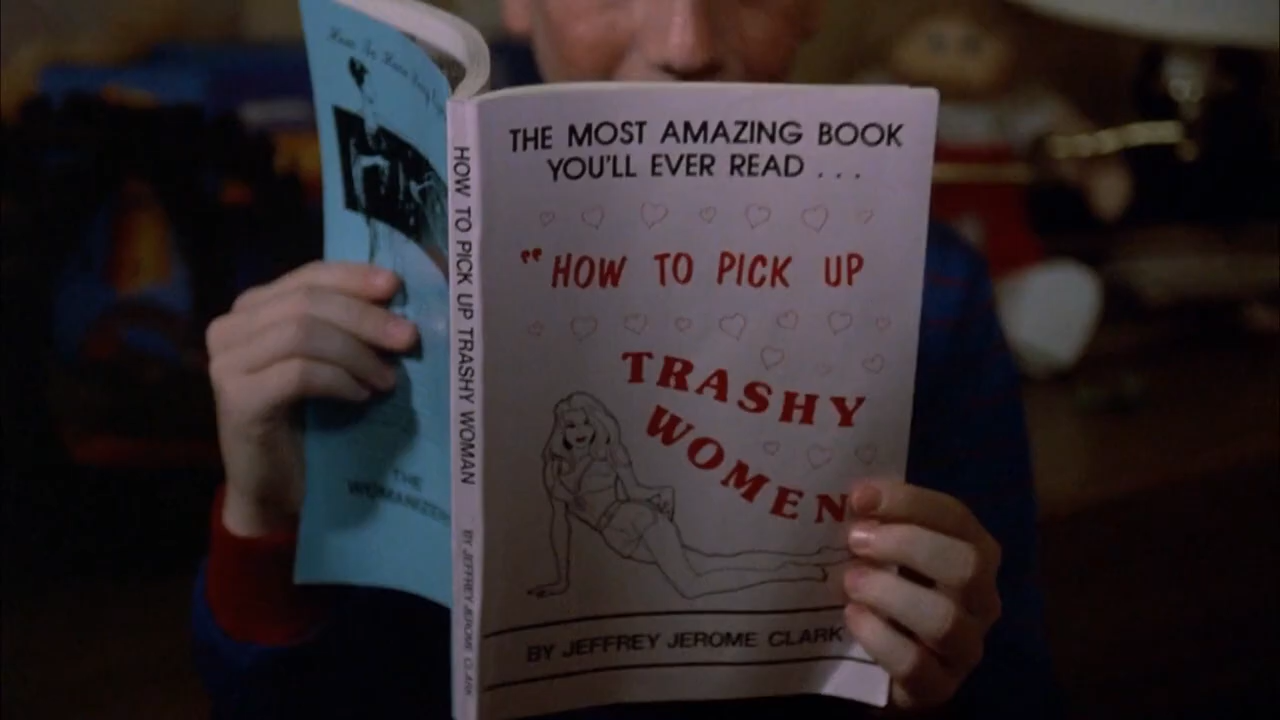 THE MOST AMAZING BOOK
YOU'LL EVER READ . . .
" HOW TO PICK UP
TRASHY
WOMEN
BY JEFFREY JEROME CLARK
HOW TO PICK UP TRASHY WOMAN
BY JEFFREY JEROME CLARK
THE
WOMANIZER